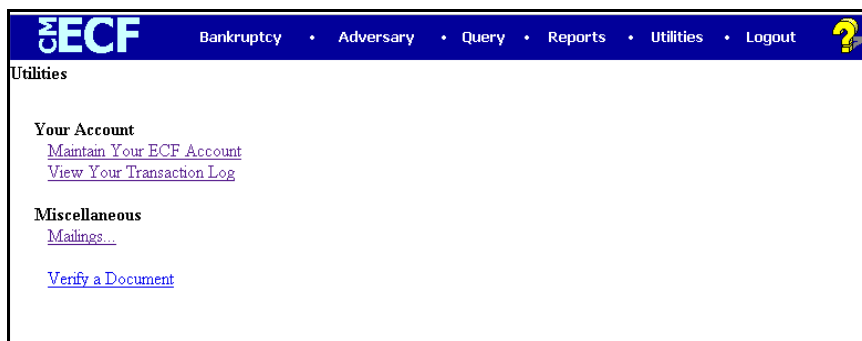 CM ECF Bankruptcy • Adversary • Query • Reports • Utilities • Logout ?
Utilities
Your Account
Maintain Your ECF Account
View Your Transaction Log
Miscellaneous
Mailings...
Verify a Document